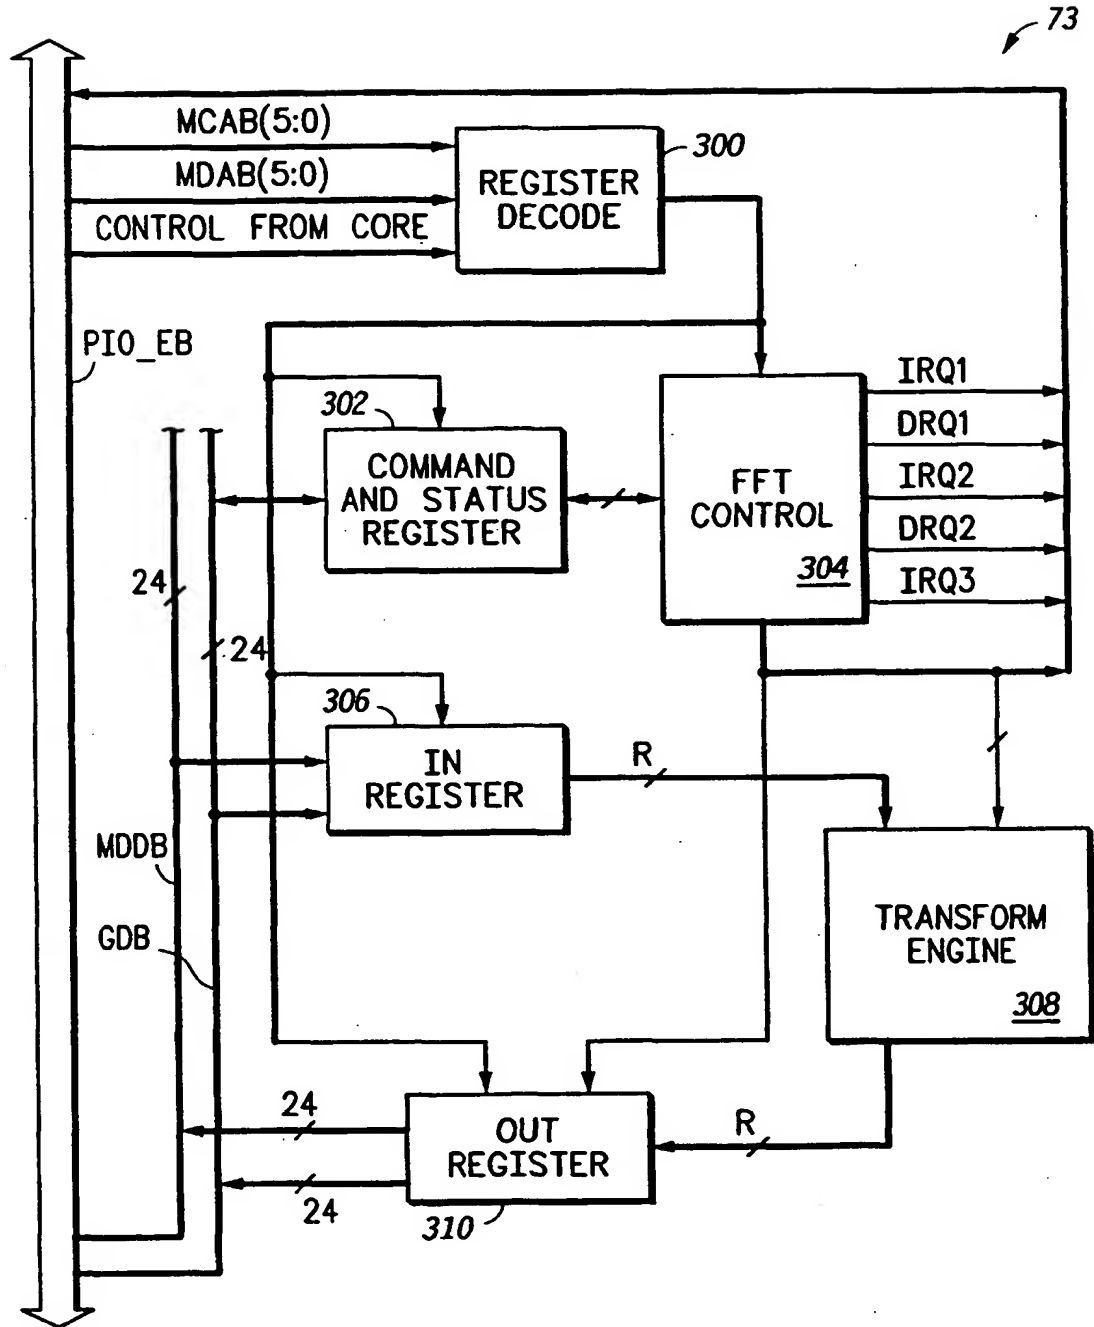 73
MCAB(5:0)
MDAB(5:0)
CONTROL FROM CORE
REGISTER
DECODE
300
PIO_EB
302
COMMAND
AND STATUS
REGISTER
FFT
CONTROL
304
IRQ1
DRQ1
IRQ2
DRQ2
IRQ3
24
24
306
IN
REGISTER
R
MDDB
GDB
TRANSFORM
ENGINE
308
24
24
OUT
REGISTER
310
R